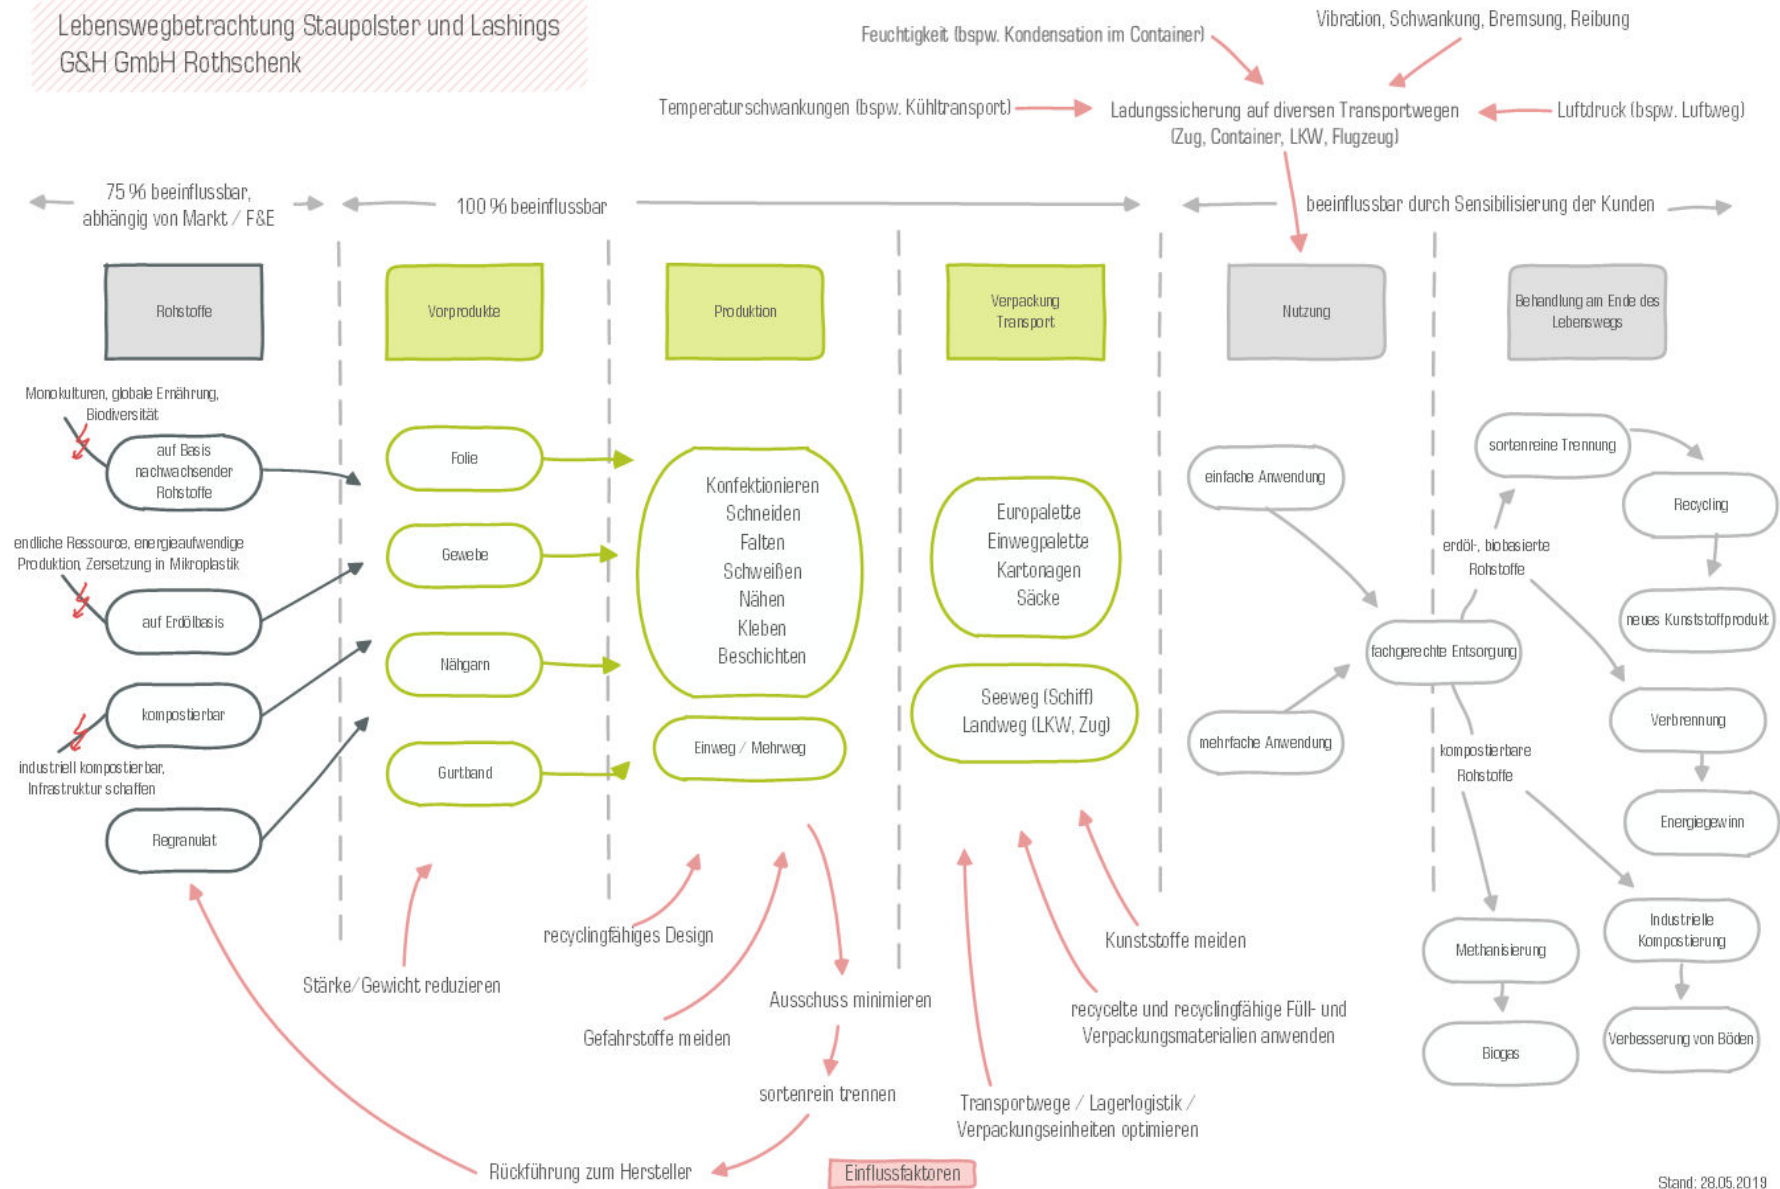 Lebenswegbetrachtung Staupolster und Lashings
G&H GmbH Rothschenk
Feuchtigkeit (bspw. Kondensation im Container)
Vibration, Schwankung, Bremsung, Reibung
Temperaturschwankungen (bspw. Kühltransport)
Ladungssicherung auf diversen Transportwegen
(Zug, Container, LKW, Flugzeug)
Luftdruck (bspw. Luftweg)
75 % beeinflussbar,
abhängig von Markt / F&E
100 % beeinflussbar
beeinflussbar durch Sensibilisierung der Kunden
Rohstoffe
Vorprodukte
Produktion
Verpackung
Transport
Nutzung
Behandlung am Ende des
Lebenswegs
Monokulturen, globale Ernährung,
Biodiversität
auf Basis
nachwachsender
Rohstoffe
endliche Ressource, energieaufwendige
Produktion, Zersetzung in Mikroplastik
auf Erdölbasis
kompostierbar
industriell kompostierbar,
Infrastruktur schaffen
Regranulat
Folie
Gewebe
Nähgarn
Gurtband
Konfektionieren
Schneiden
Falten
Schweißen
Nähen
Kleben
Beschichten
Einweg / Mehrweg
Europalette
Einwegpalette
Kartonagen
Säcke
Seeweg (Schiff)
Landweg (LKW, Zug)
einfache Anwendung
mehrfache Anwendung
fachgerechte Entsorgung
sortenreine Trennung
Recycling
erdöl-, biobasierte
Rohstoffe
neues Kunststoffprodukt
Verbrennung
kompostierbare
Rohstoffe
Energiegewinn
Industrielle
Kompostierung
Methanisierung
Verbesserung von Böden
Biogas
Stärke/Gewicht reduzieren
recyclingfähiges Design
Gefahrstoffe meiden
Ausschuss minimieren
sortenrein trennen
Rückführung zum Hersteller
Kunststoffe meiden
recycelte und recyclingfähige Füll- und
Verpackungsmaterialien anwenden
Transportwege / Lagerlogistik /
Verpackungseinheiten optimieren
Einflussfaktoren
Stand: 28.05.2019